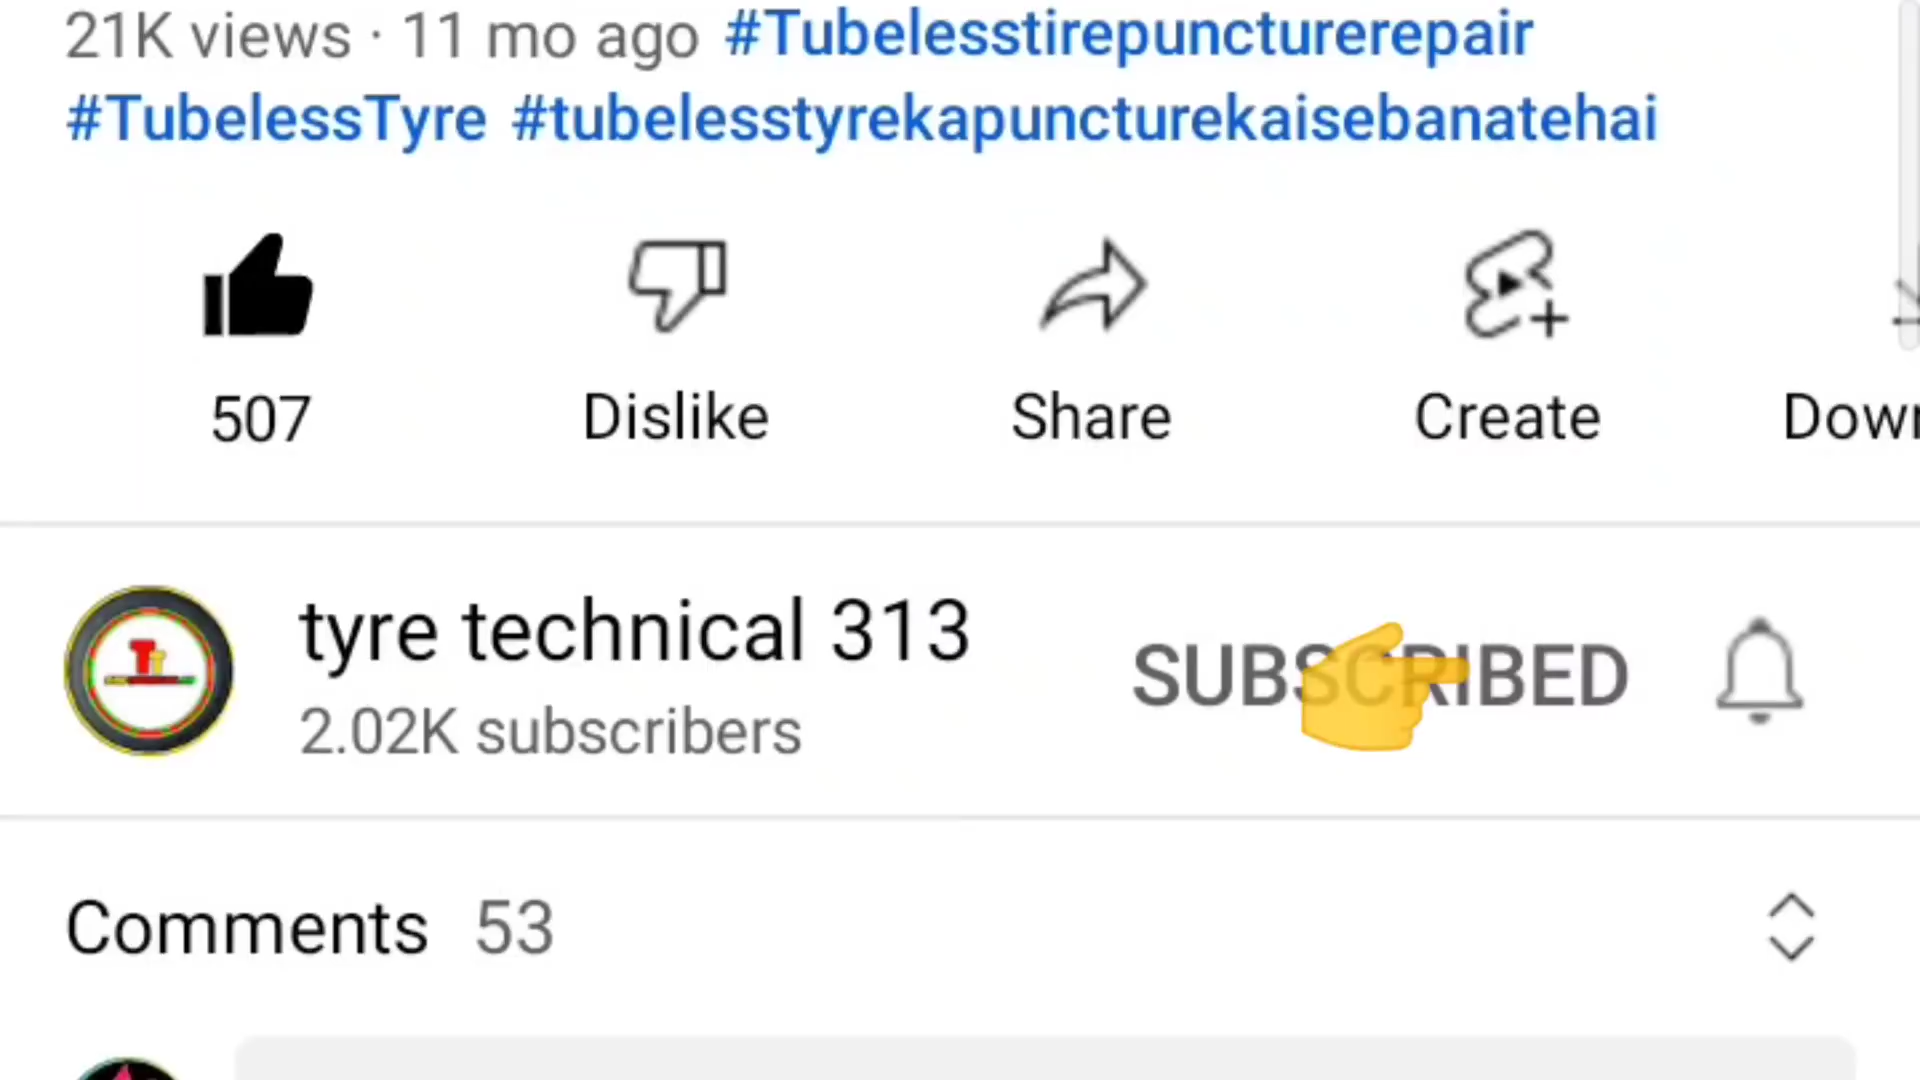 21K views · 11 mo ago #Tubelesstirepuncturerepair
#TubelessTyre #tubelesstyrekapuncturekaisebanatehai
507 Dislike Share Create Down
tyre technical 313
2.02K subscribers
SUBSCRIBED
Comments 53